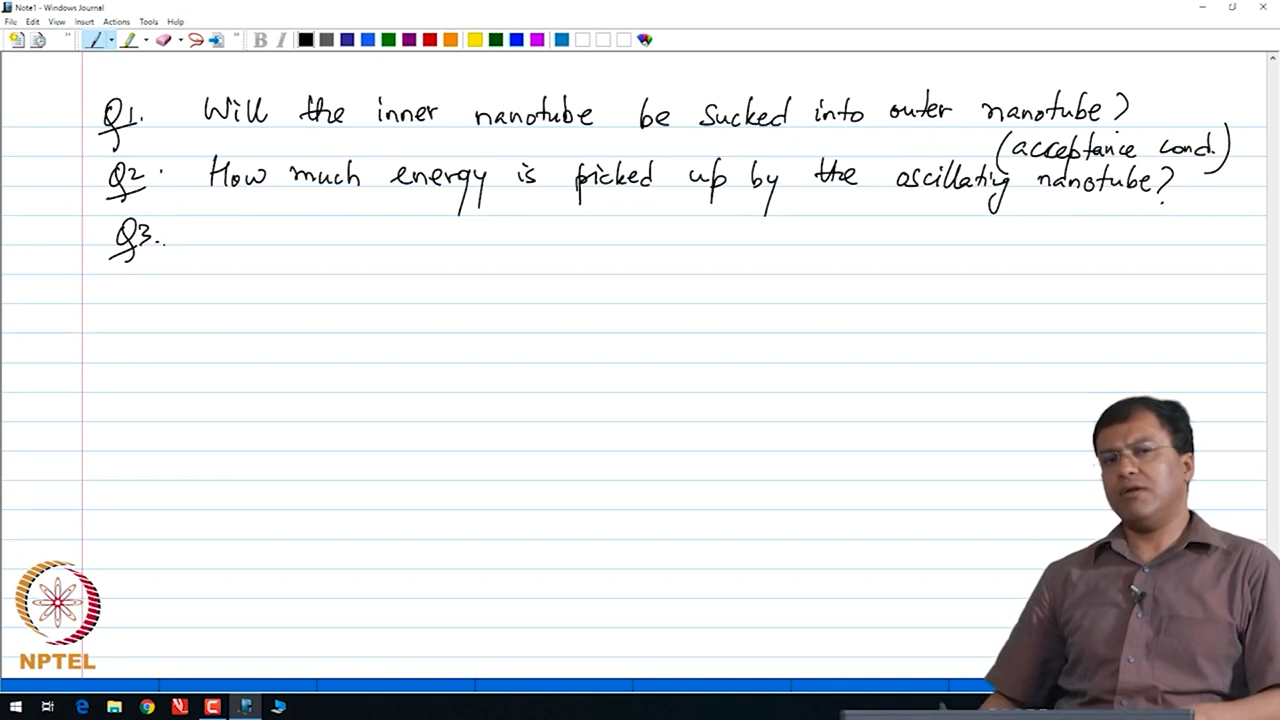 Note1 - Windows Journal
File Edit View Insert Actions Tools Help
B I
Q1. Will the inner nanotube be sucked into outer nanotube?
(acceptance cond.)
Q2. How much energy is picked up by the oscillating nanotube?
Q3.
NPTEL